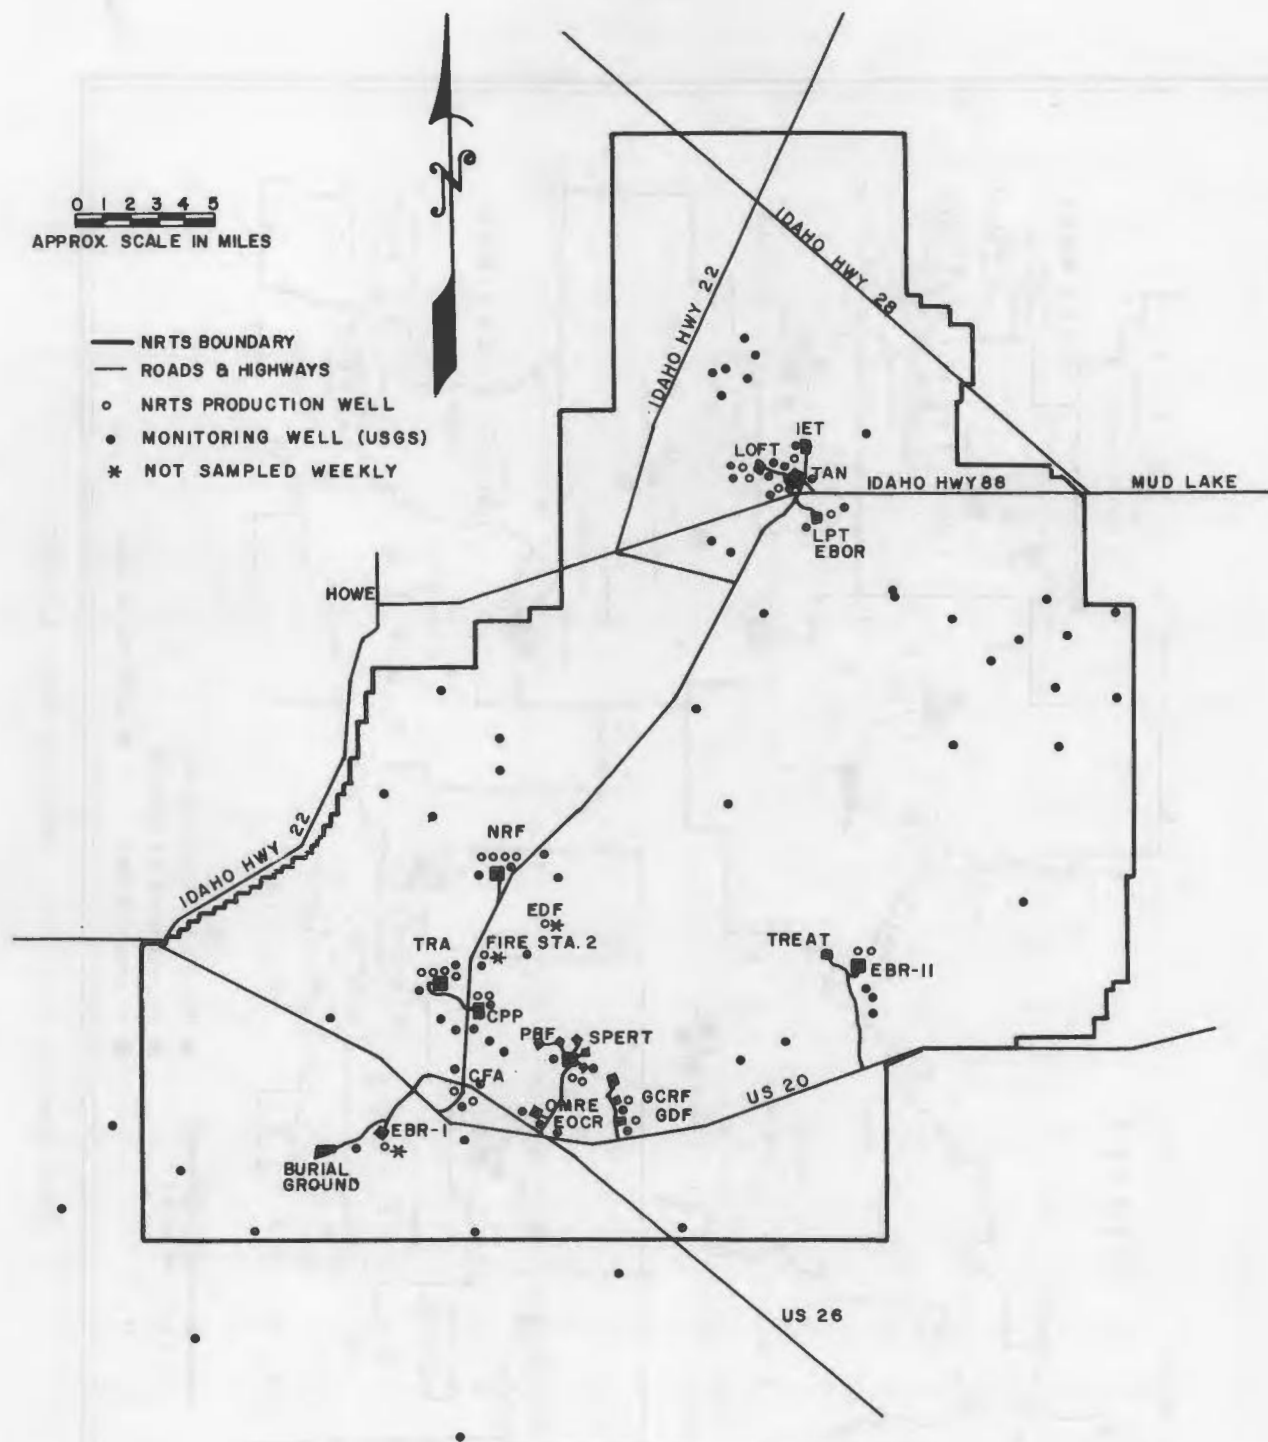 N
0 1 2 3 4 5
APPROX. SCALE IN MILES
NRTS BOUNDARY
ROADS & HIGHWAYS
NRTS PRODUCTION WELL
MONITORING WELL (USGS)
* NOT SAMPLED WEEKLY
IDAHO HWY 28
IDAHO HWY 22
IET
LOFT
TAN
IDAHO HWY 88
MUD LAKE
LPT
EBOR
HOWE
IDAHO HWY 22
NRF
EDF
*
TRA
FIRE STA. 2
*
TREAT
EBR-II
CPP
PBF
SPERT
CFA
GCRF
US 20
OMRE
GDF
EOCR
EBR-I
*
BURIAL
GROUND
US 26